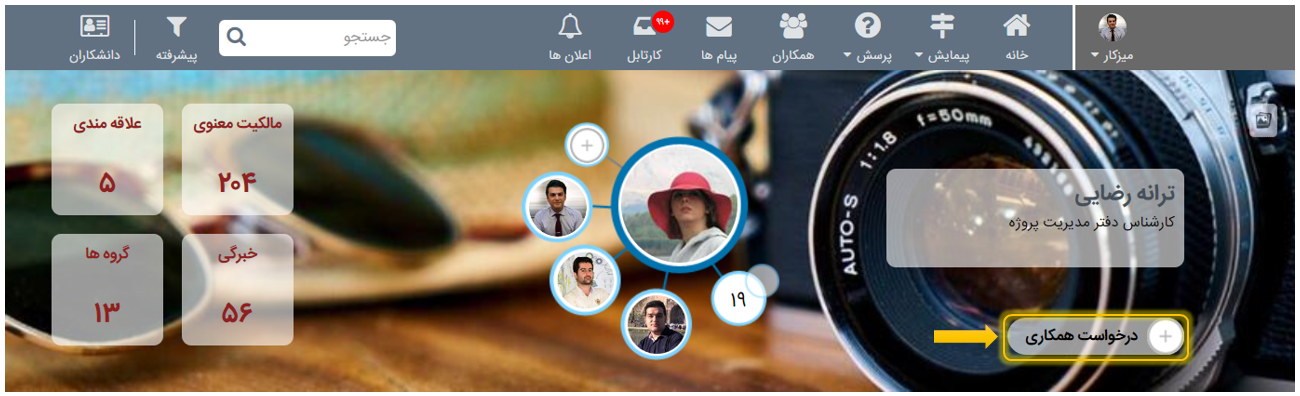 میزکار
خانه
پیمایش
پرسش
همکاران
پیام ها
کارتابل
+۹۹
اعلان ها
جستجو
پیشرفته
دانشکاران
ترانه رضایی
کارشناس دفتر مدیریت پروژه
درخواست همکاری
۱۹
مالکیت معنوی
۲۰۴
علاقه مندی
۵
خبرگی
۵۶
گروه ها
۱۳
AUTO-S
1:1.8
f=50mm